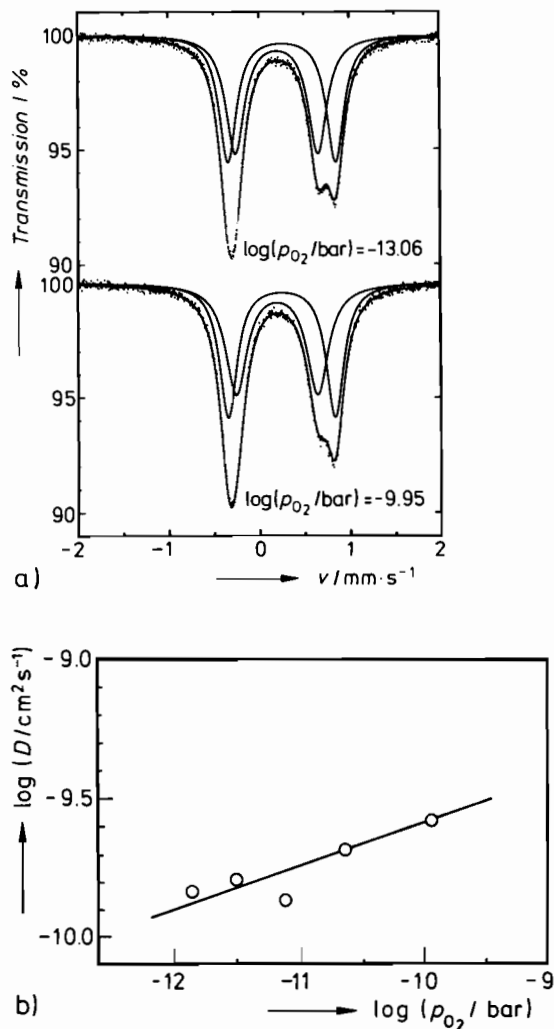 Transmission / %
100
95
90
log(pO2/bar) = -13.06
100
95
90
log(pO2/bar) = -9.95
-2
-1
0
1
2
v/mm·s⁻¹
a)
log (D/cm²s⁻¹)
-9.0
-9.5
-10.0
-12
-11
-10
-9
log (pO2/bar)
b)